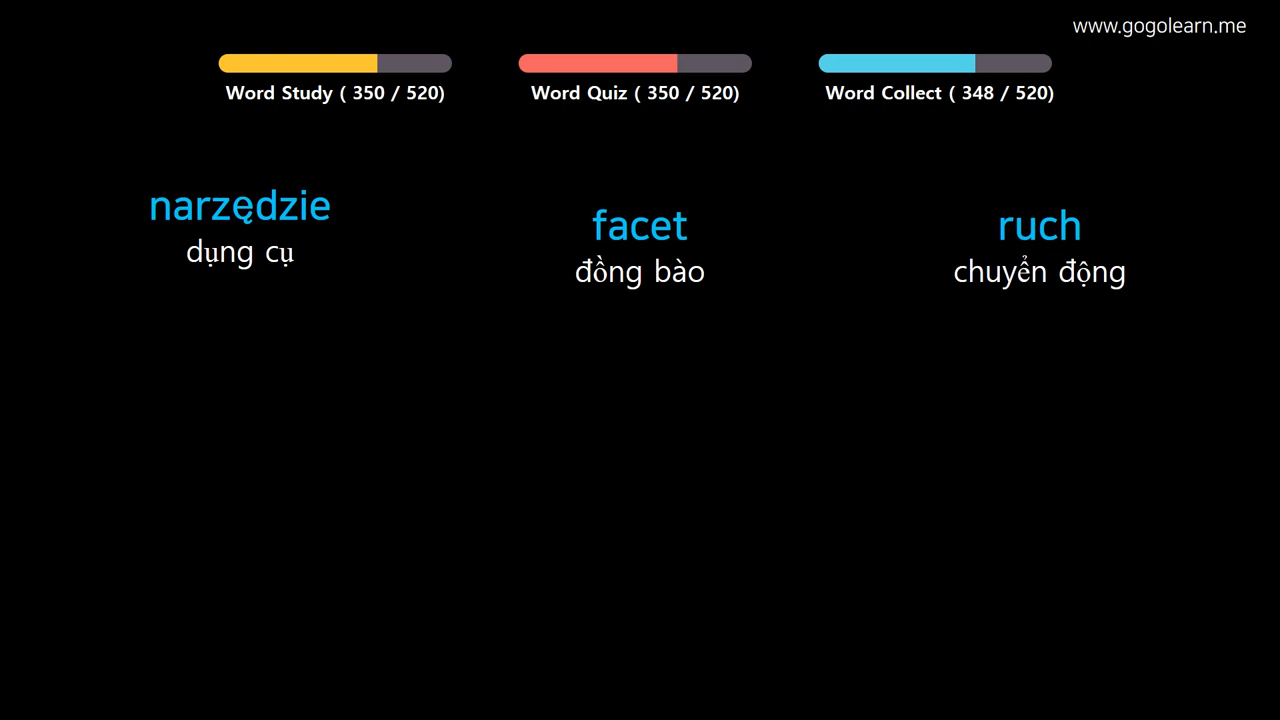 www.gogolearn.me
Word Study ( 350 / 520)
Word Quiz ( 350 / 520)
Word Collect ( 348 / 520)
narzędzie
dụng cụ
facet
đồng bào
ruch
chuyển động